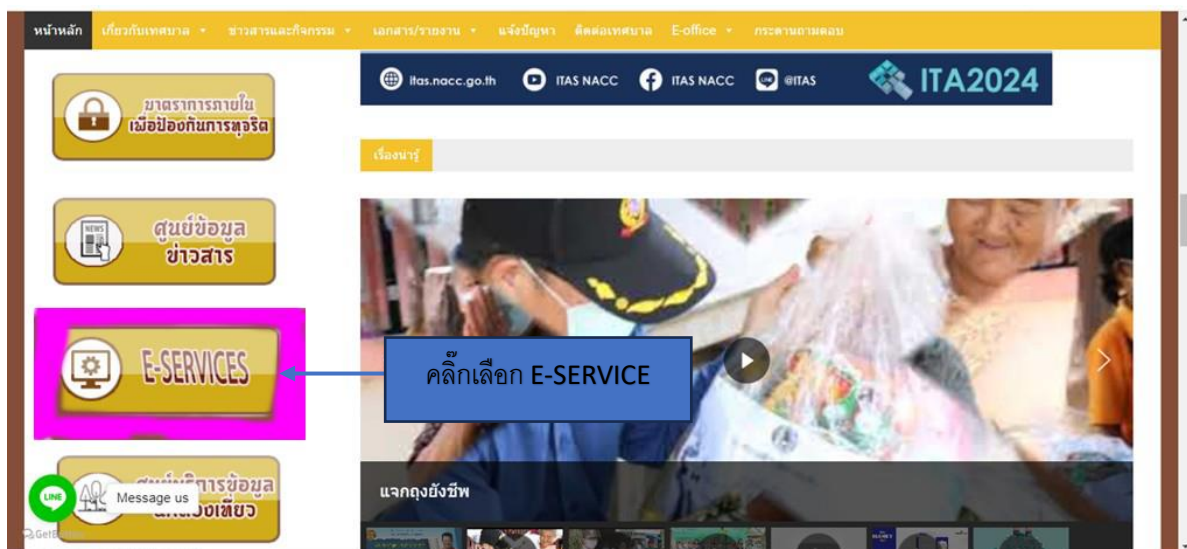 หน้าหลัก เกี่ยวกับเทศบาล ข่าวสารและกิจกรรม เอกสาร/รายงาน แจ้งปัญหา ติดต่อเทศบาล E-office กระดานถามตอบ
itas.nacc.go.th ITAS NACC ITAS NACC LINE @ITAS ITA2024
มาตราการภายใน
เพื่อป้องกันการทุจริต
เรื่องน่ารู้
NEWS
ศูนย์ข้อมูล
ข่าวสาร
E-SERVICES
คลิ๊กเลือก E-SERVICE
แจกถุงยังชีพ
LINE
Message us